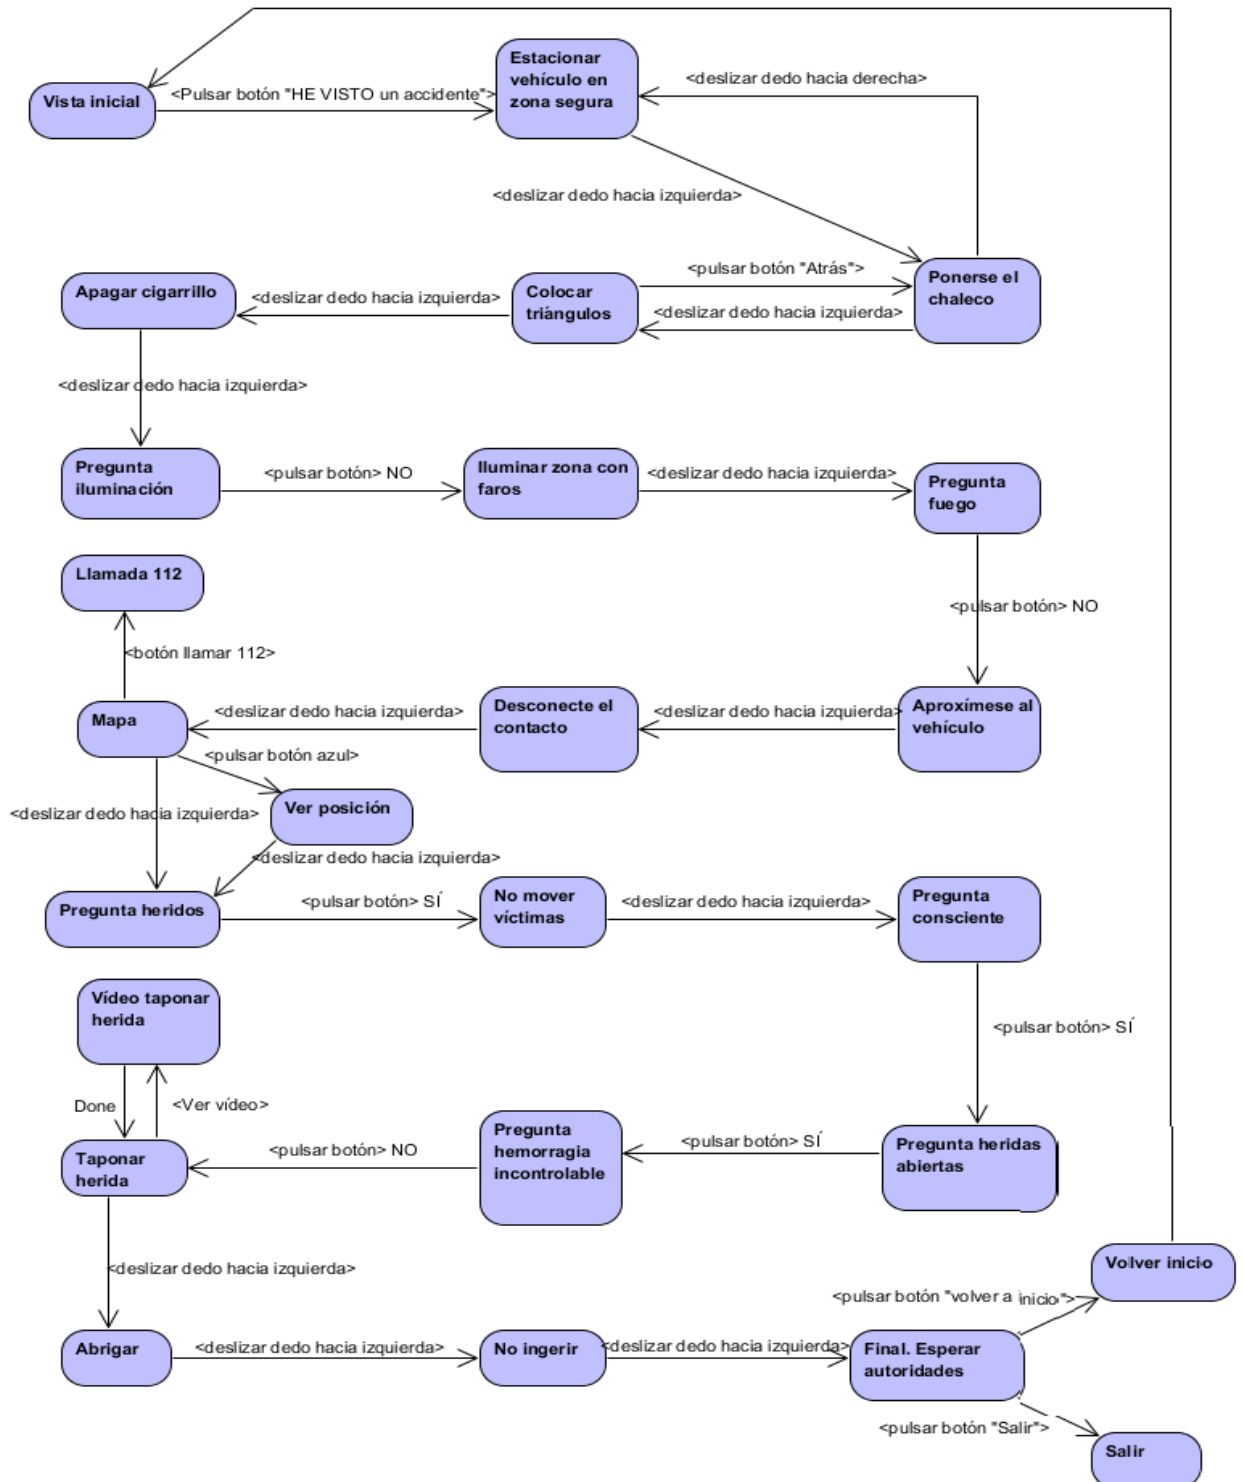 Vista inicial
<Pulsar botón "HE VISTO un accidente">
Estacionar
vehículo en
zona segura
<deslizar dedo hacia derecha>
<deslizar dedo hacia izquierda>
Apagar cigarrillo
<deslizar dedo hacia izquierda>
Colocar
triángulos
<pulsar botón "Atrás">
<deslizar dedo hacia izquierda>
Ponerse el
chaleco
<deslizar dedo hacia izquierda>
Pregunta
iluminación
<pulsar botón> NO
Iluminar zona con
faros
<deslizar dedo hacia izquierda>
Pregunta
fuego
Llamada 112
<pulsar botón> NO
<botón llamar 112>
Mapa
<deslizar dedo hacia izquierda>
Desconecte el
contacto
<deslizar dedo hacia izquierda>
Aproxímese al
vehículo
<pulsar botón azul>
<deslizar dedo hacia izquierda>
Ver posición
<deslizar dedo hacia izquierda>
Pregunta heridos
<pulsar botón> SÍ
No mover
víctimas
<deslizar dedo hacia izquierda>
Pregunta
consciente
Vídeo taponar
herida
<pulsar botón> SÍ
Done
<Ver vídeo>
Taponar
herida
<pulsar botón> NO
Pregunta
hemorragia
incontrolable
<pulsar botón> SÍ
Pregunta heridas
abiertas
<deslizar dedo hacia izquierda>
Volver inicio
<pulsar botón "volver a inicio">
Abrigar
<deslizar dedo hacia izquierda>
No ingerir
<deslizar dedo hacia izquierda>
Final. Esperar
autoridades
<pulsar botón "Salir">
Salir